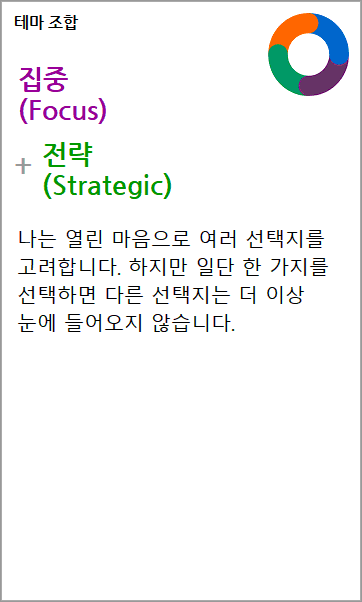 테마 조합
집중
(Focus)
+ 전략
(Strategic)
나는 열린 마음으로 여러 선택지를
고려합니다. 하지만 일단 한 가지를
선택하면 다른 선택지는 더 이상
눈에 들어오지 않습니다.